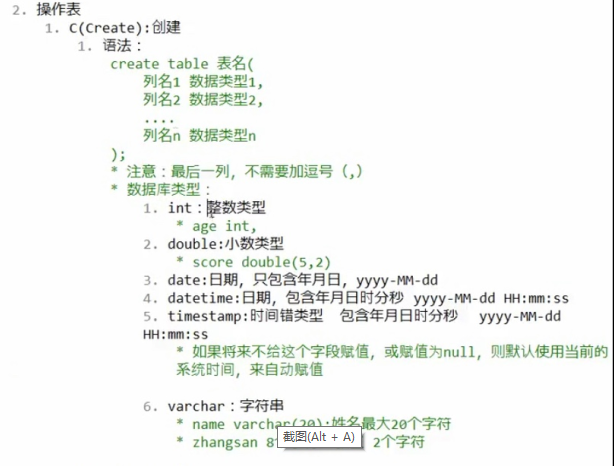 2. 操作表
1. C(Create):创建
1. 语法：
create table 表名(
列名1 数据类型1,
列名2 数据类型2,
....
列名n 数据类型n
);
* 注意：最后一列，不需要加逗号（,）
* 数据库类型：
1. int：整数类型
* age int,
2. double:小数类型
* score double(5,2)
3. date:日期，只包含年月日，yyyy-MM-dd
4. datetime:日期，包含年月日时分秒 yyyy-MM-dd HH:mm:ss
5. timestamp:时间错类型 包含年月日时分秒 yyyy-MM-dd
HH:mm:ss
* 如果将来不给这个字段赋值，或赋值为null，则默认使用当前的
系统时间，来自动赋值
6. varchar：字符串
* name varchar(20):姓名最大20个字符
* zhangsan 8 2个字符
截图(Alt + A)